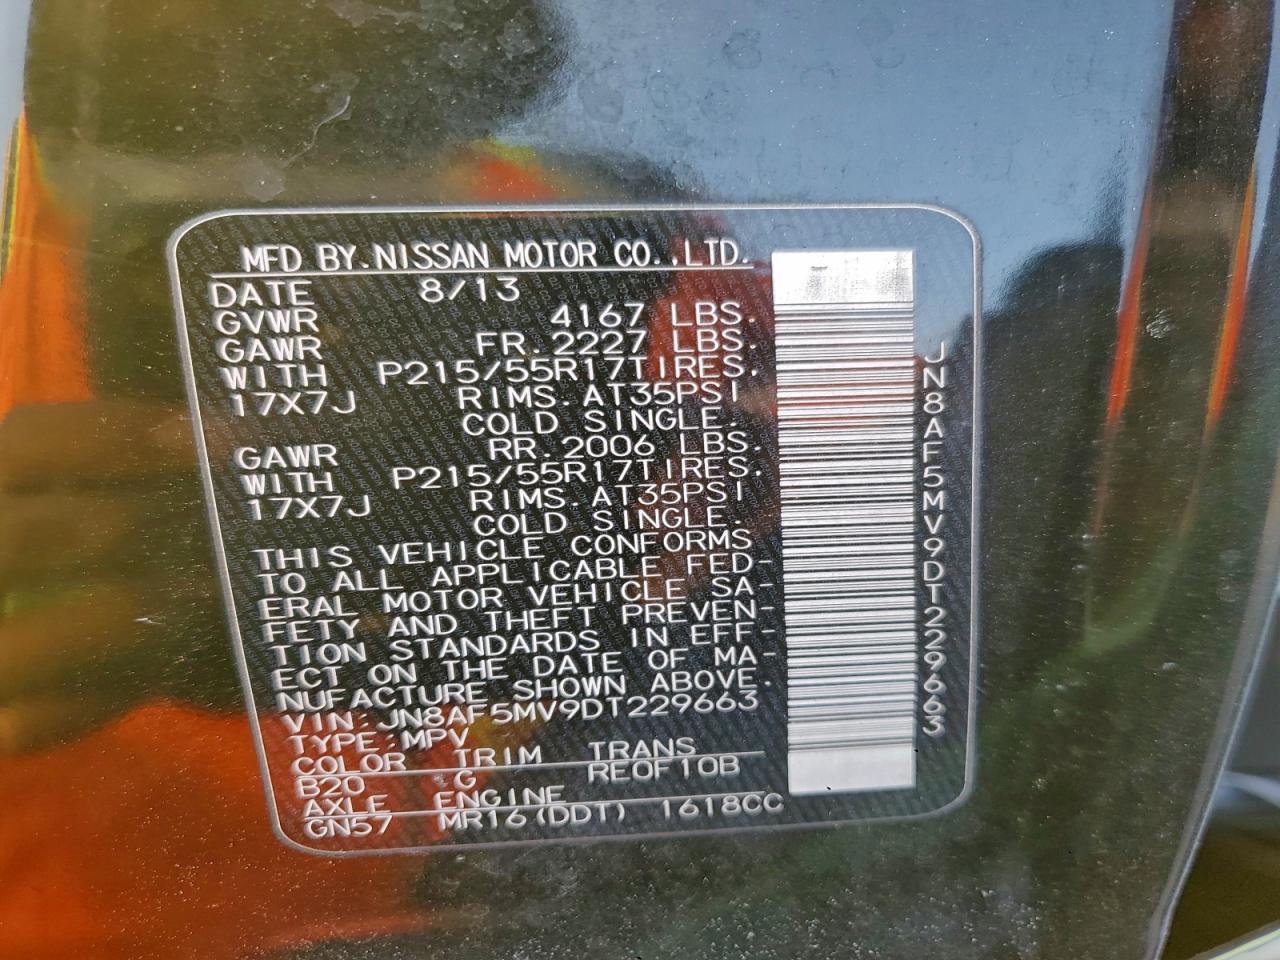 MFD BY.NISSAN MOTOR CO.,LTD.
DATE 8/13
GVWR 4167 LBS.
GAWR FR.2227 LBS.
WITH P215/55R17TIRES.
17X7J RIMS.AT35PSI
COLD SINGLE.
GAWR RR.2006 LBS.
WITH P215/55R17TIRES.
17X7J RIMS.AT35PSI
COLD SINGLE.
THIS VEHICLE CONFORMS
TO ALL APPLICABLE FED-
ERAL MOTOR VEHICLE SA-
FETY AND THEFT PREVEN-
TION STANDARDS IN EFF-
ECT ON THE DATE OF MA-
NUFACTURE SHOWN ABOVE.
VIN:JN8AF5MV9DT229663
TYPE:MPV
COLOR TRIM TRANS
B20 G RE0F10B
AXLE ENGINE
GN57 MR16(DDT) 1618CC
JN8AF5MV9DT229663